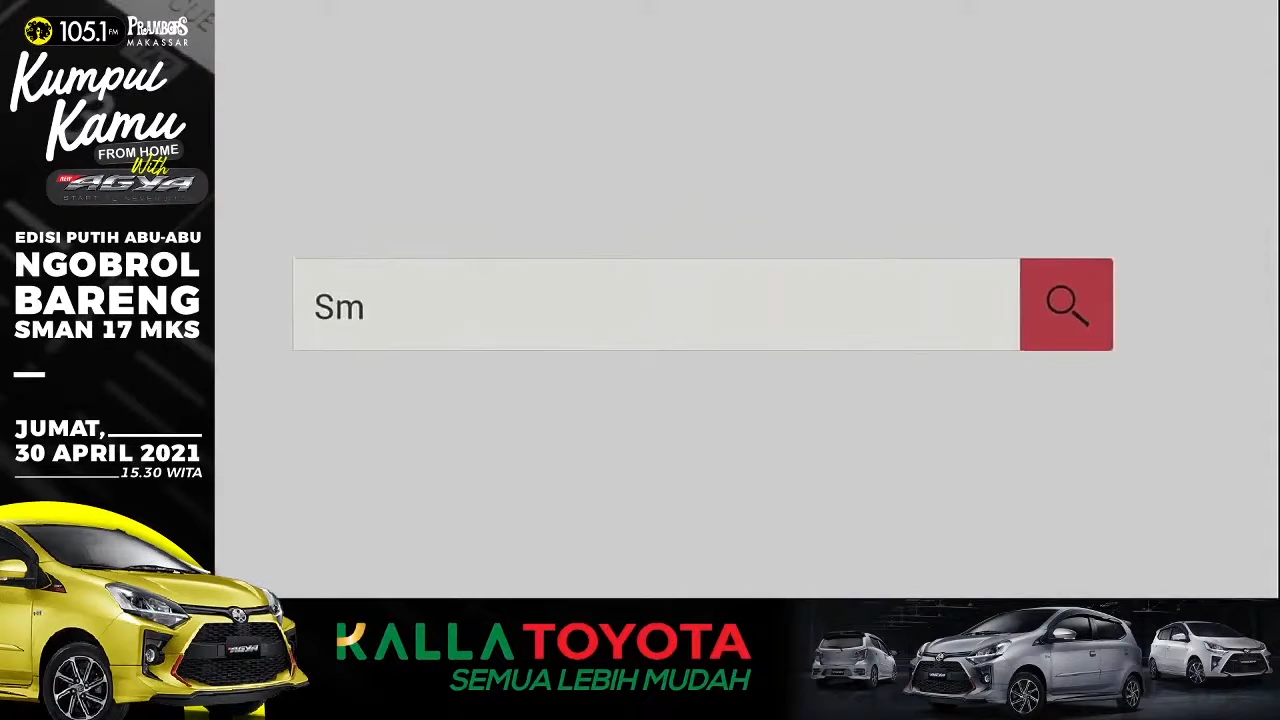 105.1 FM PRAMBORS
MAKASSAR
Kumpul
Kamu
FROM HOME
With
NEW AGYA
EDISI PUTIH ABU-ABU
NGOBROL
BARENG
SMAN 17 MKS
JUMAT,
30 APRIL 2021
15.30 WITA
Sm
AGYA
KALLA TOYOTA
SEMUA LEBIH MUDAH